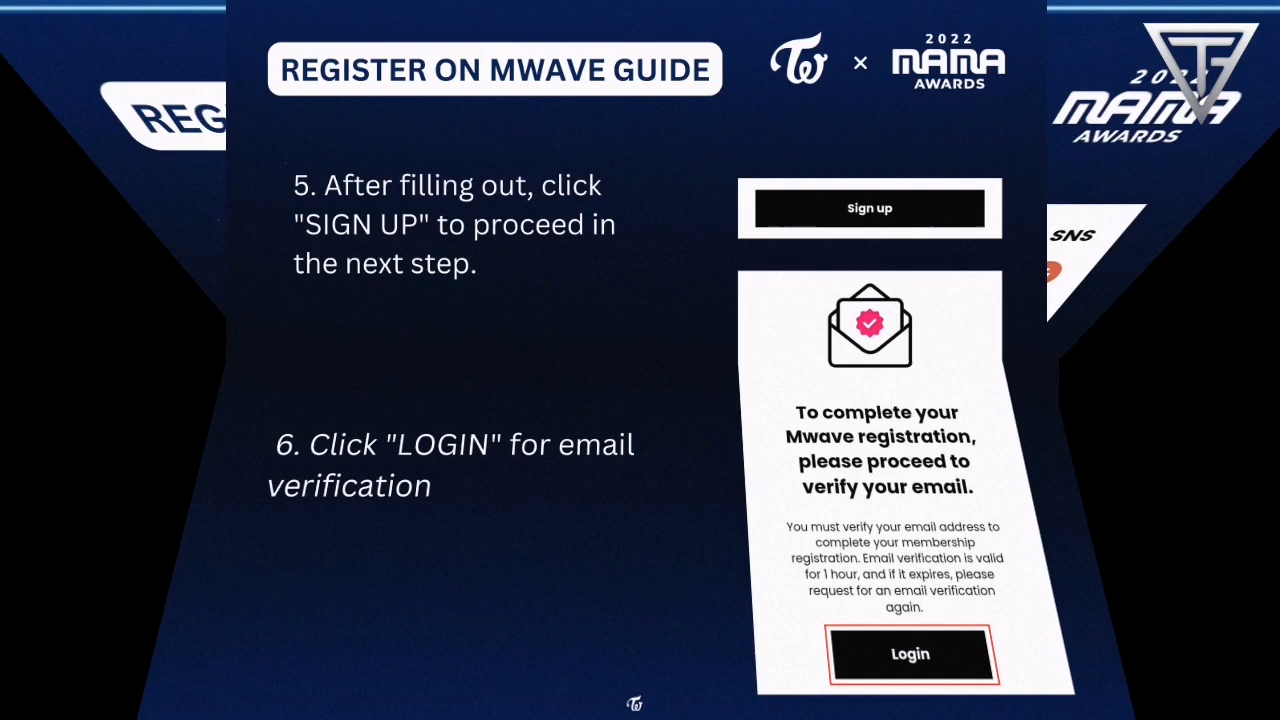 REGISTER ON MWAVE GUIDE
×
2022
MAMA
AWARDS
REG
2022
MAMA
AWARDS
5. After filling out, click
"SIGN UP" to proceed in
the next step.
Sign up
SNS
6. Click "LOGIN" for email
verification
To complete your
Mwave registration,
please proceed to
verify your email.
You must verify your email address to
complete your membership
registration. Email verification is valid
for 1 hour, and if it expires, please
request for an email verification
again.
Login